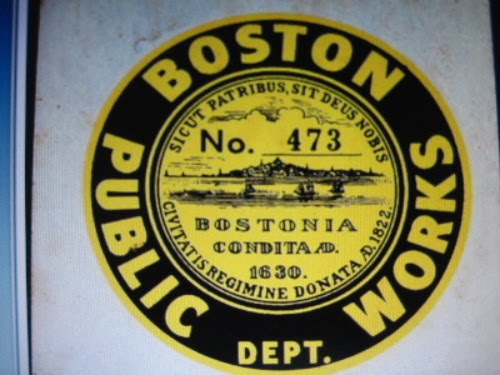 BOSTON
PUBLIC
WORKS
DEPT.
SICUT PATRIBUS, SIT DEUS NOBIS
No. 473
BOSTONIA
CONDITA AD.
1630.
CIVITATIS REGIMINE DONATA AD. 1822.